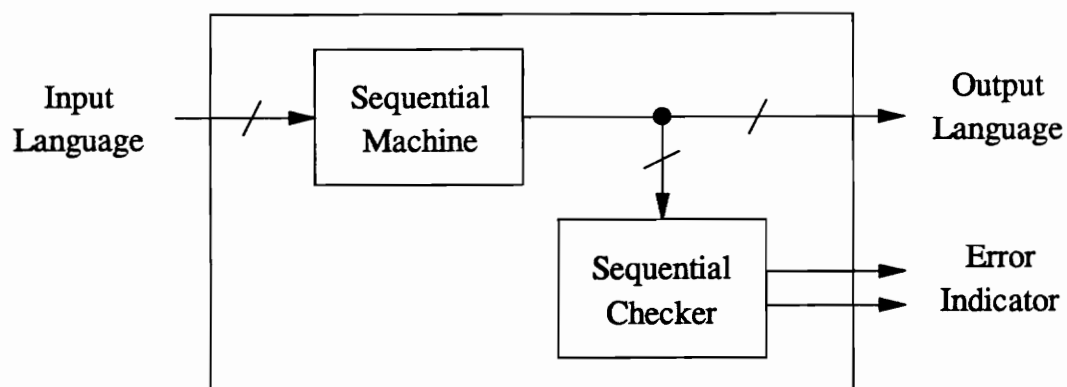 Input
Language
Sequential
Machine
Output
Language
Sequential
Checker
Error
Indicator